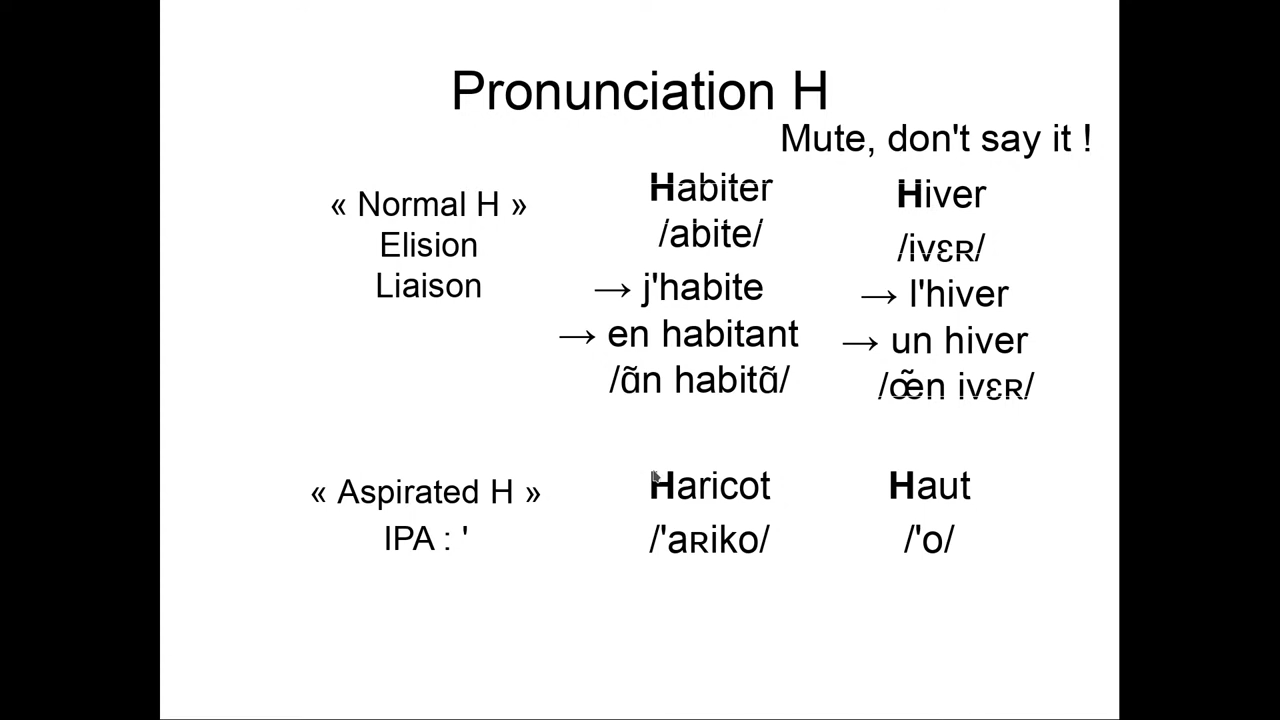 Pronunciation H
Mute, don't say it !
« Normal H »
Elision
Liaison
Habiter
/abite/
→ j'habite
→ en habitant
/ɑ̃n habitɑ̃/
Hiver
/ivɛʀ/
→ l'hiver
→ un hiver
/œ̃n ivɛʀ/
« Aspirated H »
IPA : '
Haricot
/'aʀiko/
Haut
/'o/